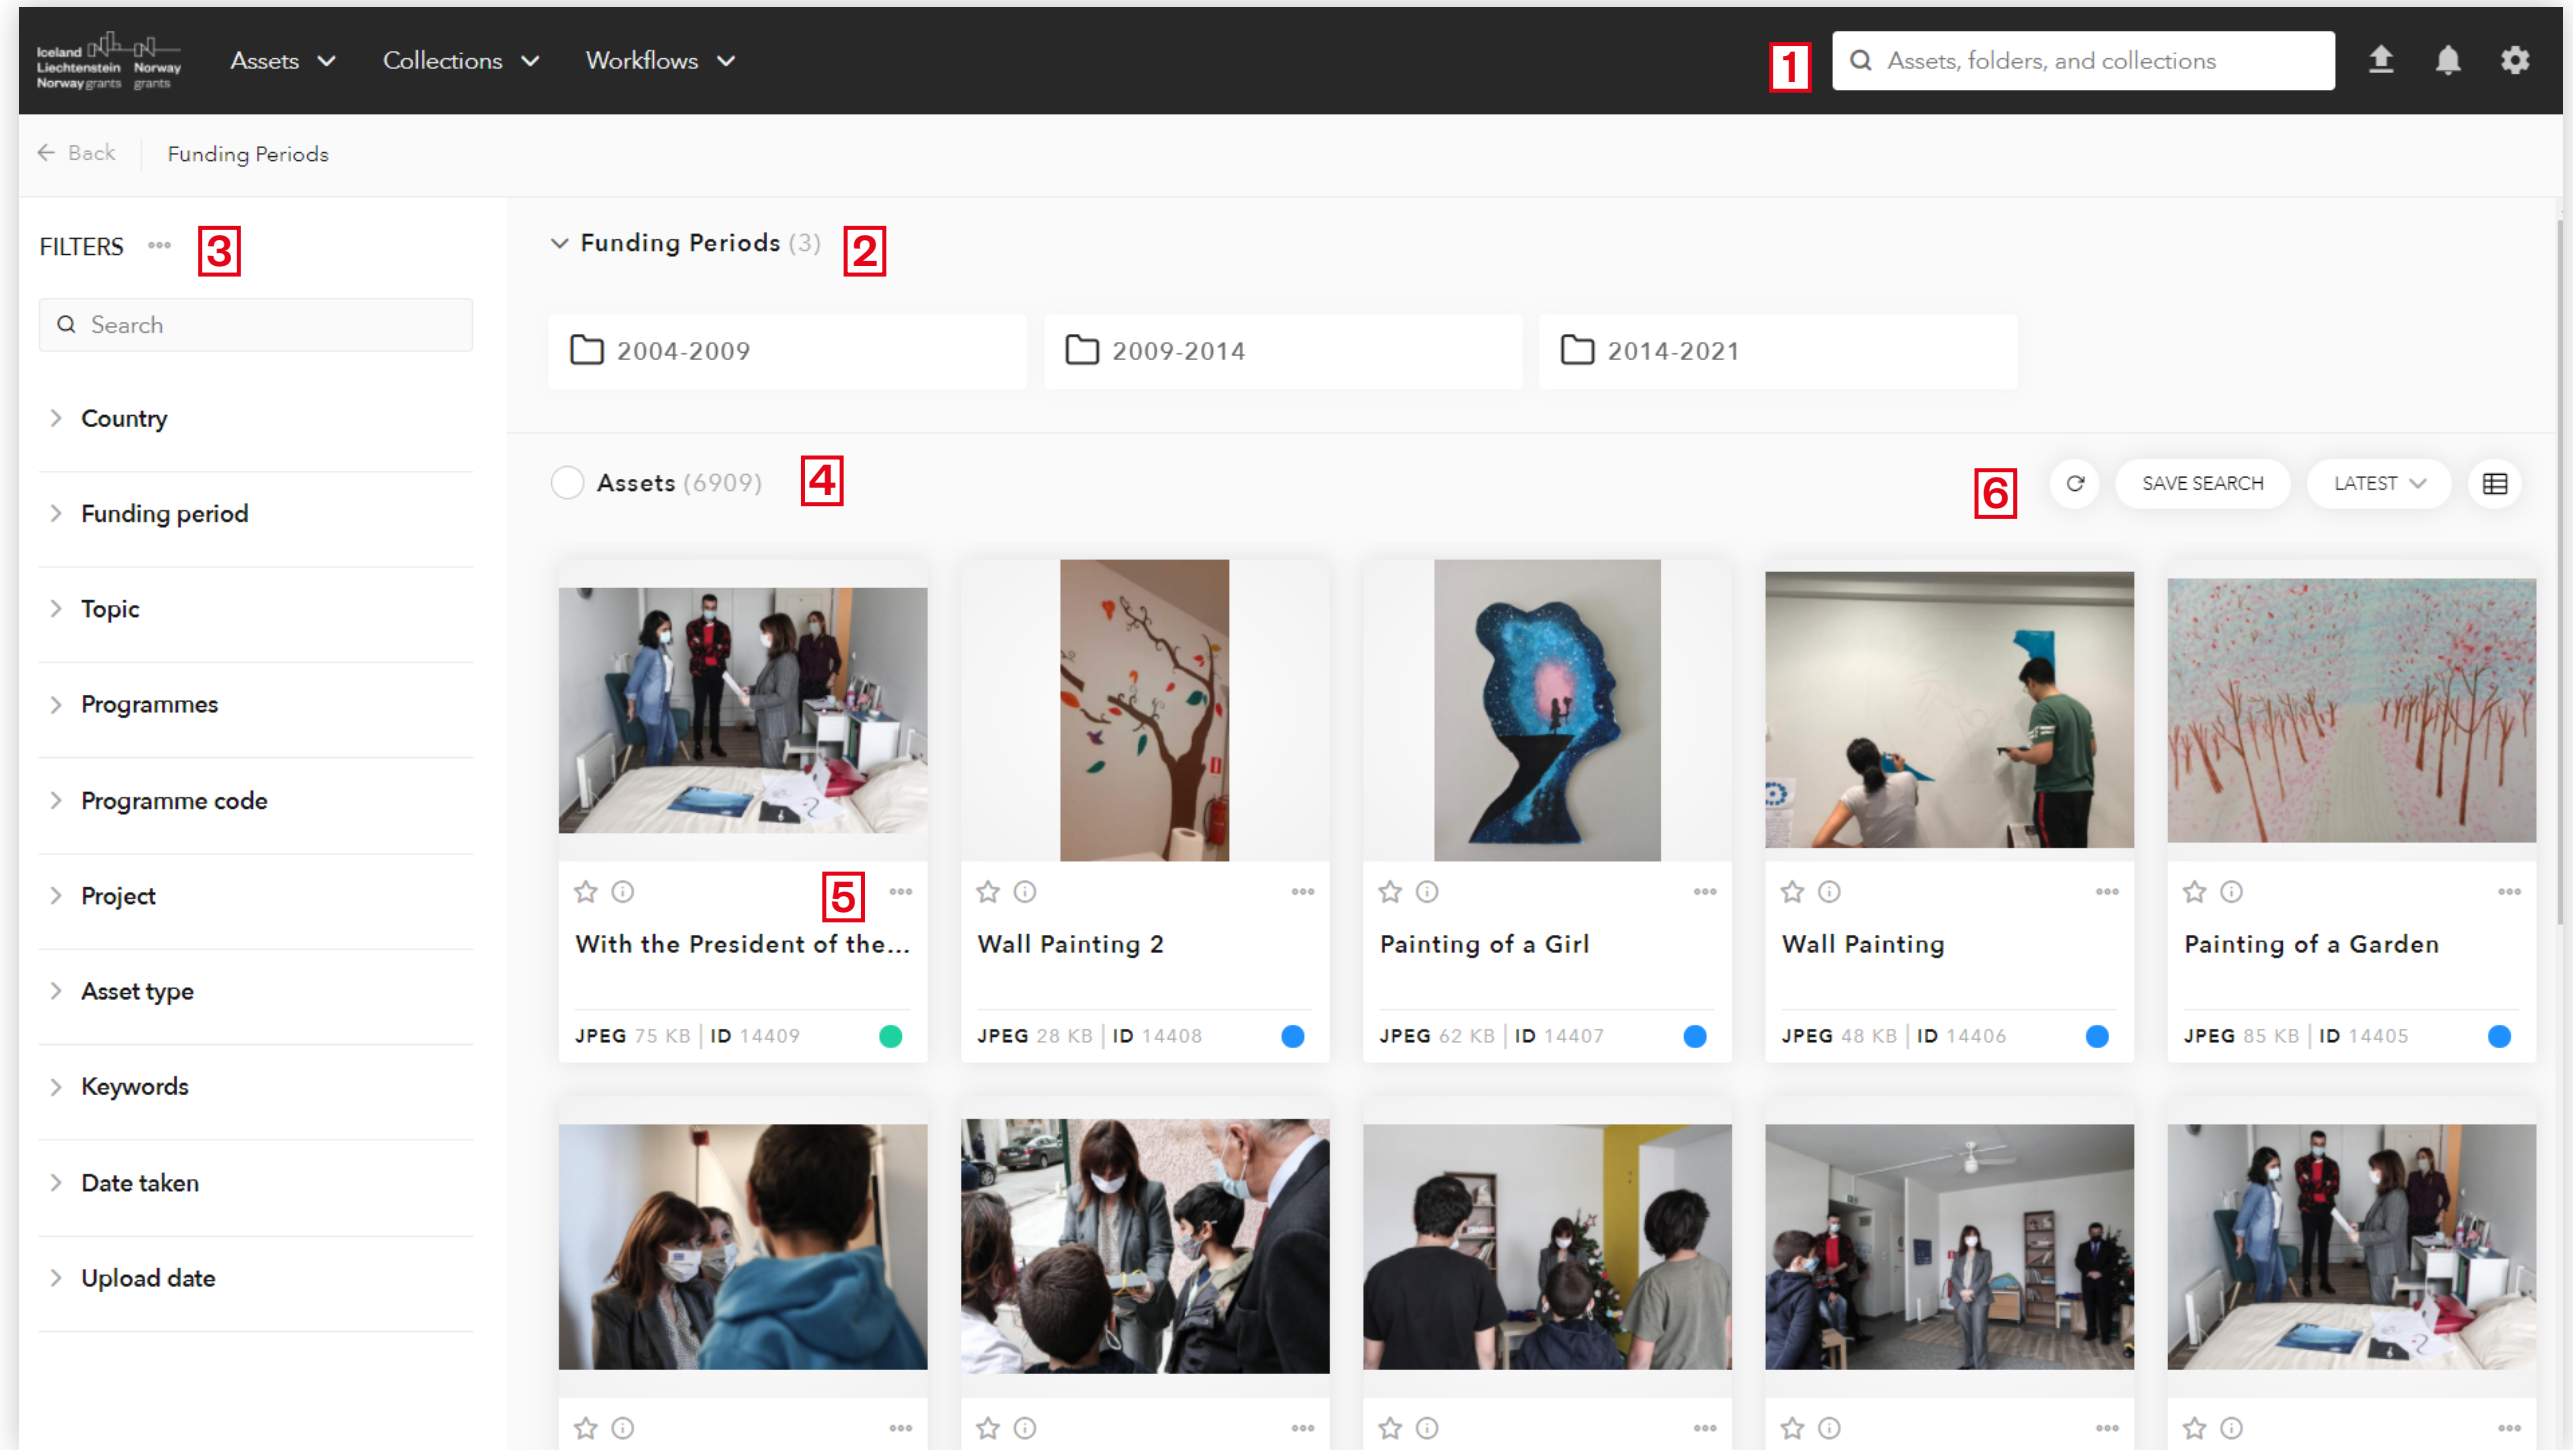 Iceland
Liechtenstein Norway
Norway grants grants
Assets
Collections
Workflows
1
Assets, folders, and collections
Back
Funding Periods
FILTERS
3
Search
Country
Funding period
Topic
Programmes
Programme code
Project
Asset type
Keywords
Date taken
Upload date
Funding Periods (3)
2
2004-2009
2009-2014
2014-2021
Assets (6909)
4
6
SAVE SEARCH
LATEST
5
With the President of the...
JPEG 75 KB | ID 14409
Wall Painting 2
JPEG 28 KB | ID 14408
Painting of a Girl
JPEG 62 KB | ID 14407
Wall Painting
JPEG 48 KB | ID 14406
Painting of a Garden
JPEG 85 KB | ID 14405